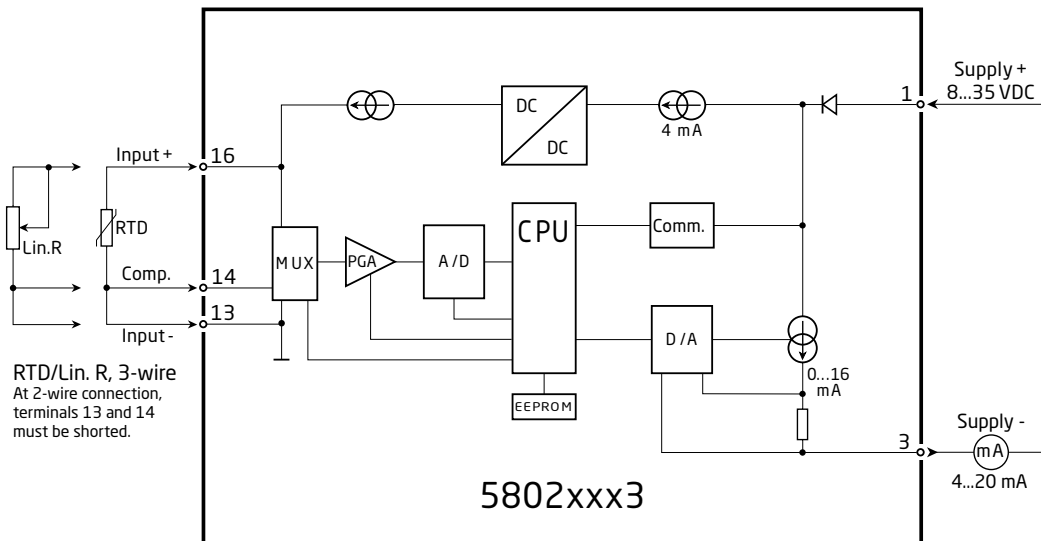 Supply +
8...35 VDC
1
DC
DC
4 mA
Input +
16
RTD
Lin.R
CPU
Comm.
MUX
PGA
A/D
Comp.
14
13
Input -
D/A
0...16
mA
RTD/Lin. R, 3-wire
At 2-wire connection,
terminals 13 and 14
must be shorted.
EEPROM
Supply -
3
mA
4...20 mA
5802xxx3